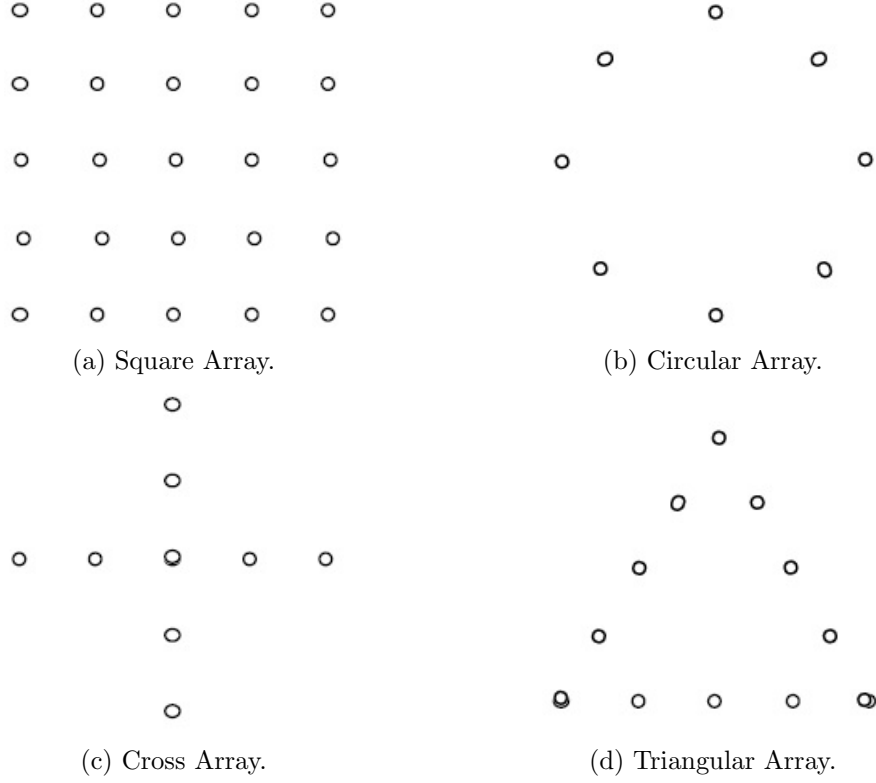 (a) Square Array.
(b) Circular Array.
(c) Cross Array.
(d) Triangular Array.